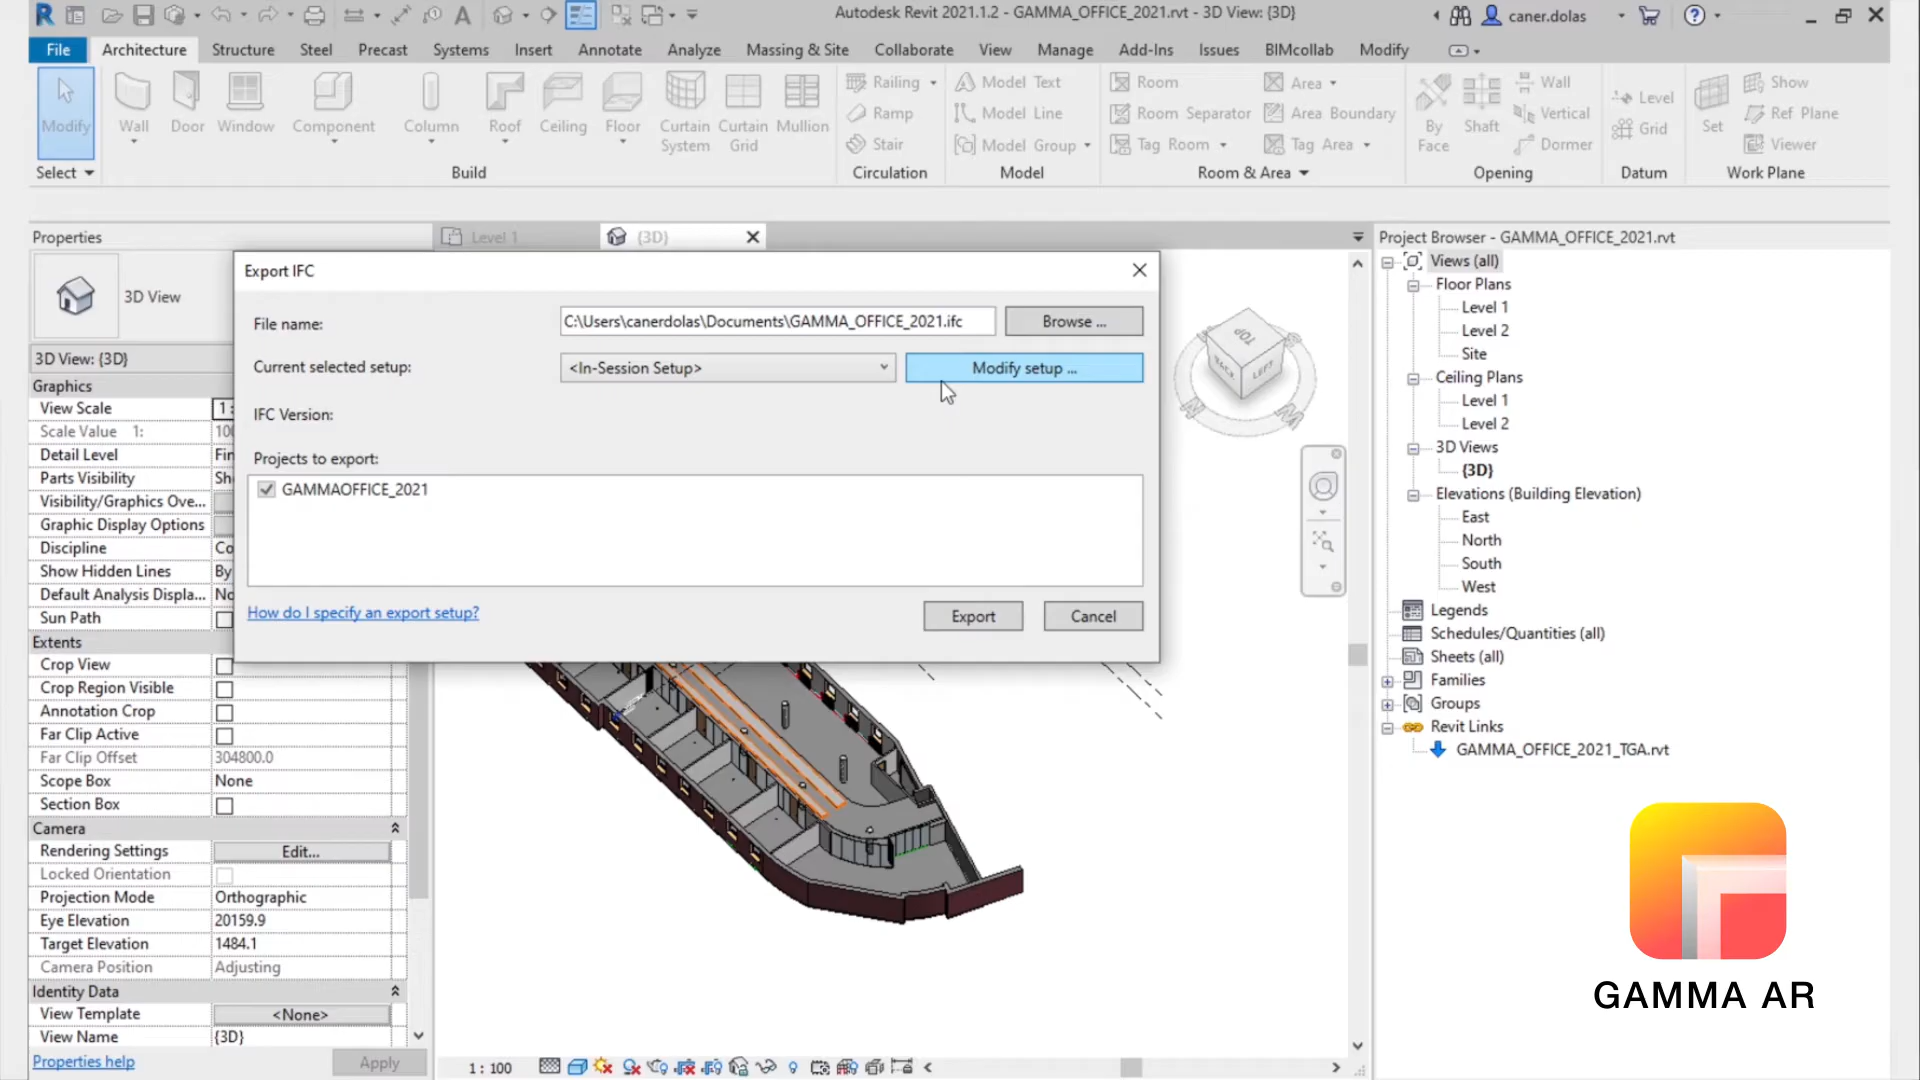 Autodesk Revit 2021.1.2 - GAMMA_OFFICE_2021.rvt - 3D View: {3D}
caner.dolas
File Architecture Structure Steel Precast Systems Insert Annotate Analyze Massing & Site Collaborate View Manage Add-Ins Issues BIMcollab Modify
Modify
Wall
Door
Window
Component
Column
Roof
Ceiling
Floor
Curtain System
Curtain Grid
Mullion
Railing
Ramp
Stair
Model Text
Model Line
Model Group
Room
Room Separator
Tag Room
Area
Area Boundary
Tag Area
By Face
Shaft
Wall
Vertical
Dormer
Level
Grid
Set
Show
Ref Plane
Viewer
Select
Build
Circulation
Model
Room & Area
Opening
Datum
Work Plane
Properties
Level 1
{3D}
Project Browser - GAMMA_OFFICE_2021.rvt
3D View
3D View: {3D}
Graphics
View Scale 1:
Scale Value 1: 100
Detail Level Fin
Parts Visibility Sh
Visibility/Graphics Ove...
Graphic Display Options
Discipline Co
Show Hidden Lines By
Default Analysis Displa... No
Sun Path
Extents
Crop View
Crop Region Visible
Annotation Crop
Far Clip Active
Far Clip Offset 304800.0
Scope Box None
Section Box
Camera
Rendering Settings Edit...
Locked Orientation
Projection Mode Orthographic
Eye Elevation 20159.9
Target Elevation 1484.1
Camera Position Adjusting
Identity Data
View Template <None>
View Name {3D}
Properties help
Apply
Export IFC
File name: C:\Users\canerdolas\Documents\GAMMA_OFFICE_2021.ifc Browse ...
Current selected setup: <In-Session Setup> Modify setup ...
IFC Version:
Projects to export:
GAMMAOFFICE_2021
How do I specify an export setup?
Export
Cancel
TOP
BACK
LEFT
1 : 100
Views (all)
Floor Plans
Level 1
Level 2
Site
Ceiling Plans
Level 1
Level 2
3D Views
{3D}
Elevations (Building Elevation)
East
North
South
West
Legends
Schedules/Quantities (all)
Sheets (all)
Families
Groups
Revit Links
GAMMA_OFFICE_2021_TGA.rvt
GAMMA AR